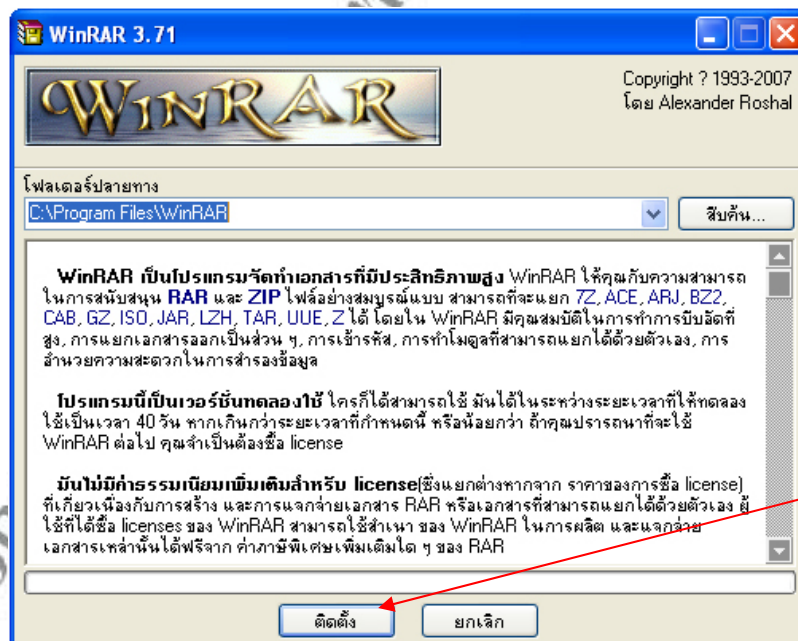 WinRAR 3.71
WINRAR
Copyright ? 1993-2007
โดย Alexander Roshal
โฟลเดอร์ปลายทาง
C:\Program Files\WinRAR
สืบค้น...
WinRAR เป็นโปรแกรมจัดทำเอกสารที่มีประสิทธิภาพสูง WinRAR ให้คุณกับความสามารถ
ในการสนับสนุน RAR และ ZIP ไฟล์อย่างสมบูรณ์แบบ สามารถที่จะแยก 7Z, ACE, ARJ, BZ2,
CAB, GZ, ISO, JAR, LZH, TAR, UUE, Z ได้ โดยใน WinRAR มีคุณสมบัติในการทำการบีบอัดที่
สูง, การแยกเอกสารออกเป็นส่วน ๆ, การเข้ารหัส, การทำโมดูลที่สามารถแยกได้ด้วยตัวเอง, การ
อำนวยความสะดวกในการสำรองข้อมูล
โปรแกรมนี้เป็นเวอร์ชั่นทดลองใช้ ใครก็ได้สามารถใช้ มันได้ในระหว่างระยะเวลาที่ให้ทดลอง
ใช้เป็นเวลา 40 วัน หากเกินกว่าระยะเวลาที่กำหนดนี้ หรือน้อยกว่า ถ้าคุณปรารถนาที่จะใช้
WinRAR ต่อไป คุณจำเป็นต้องซื้อ license
มันไม่มีค่าธรรมเนียมเพิ่มเติมสำหรับ license(ซึ่งแยกต่างหากจาก ราคาของการซื้อ license)
ที่เกี่ยวเนื่องกับการสร้าง และการแจกจ่ายเอกสาร RAR หรือเอกสารที่สามารถแยกได้ด้วยตัวเอง ผู้
ใช้ที่ได้ซื้อ licenses ของ WinRAR สามารถใช้สำเนา ของ WinRAR ในการผลิต และแจกจ่าย
เอกสารเหล่านั้นได้ฟรีจาก ค่าภาษีพิเศษเพิ่มเติมใด ๆ ของ RAR
ติดตั้ง
ยกเลิก